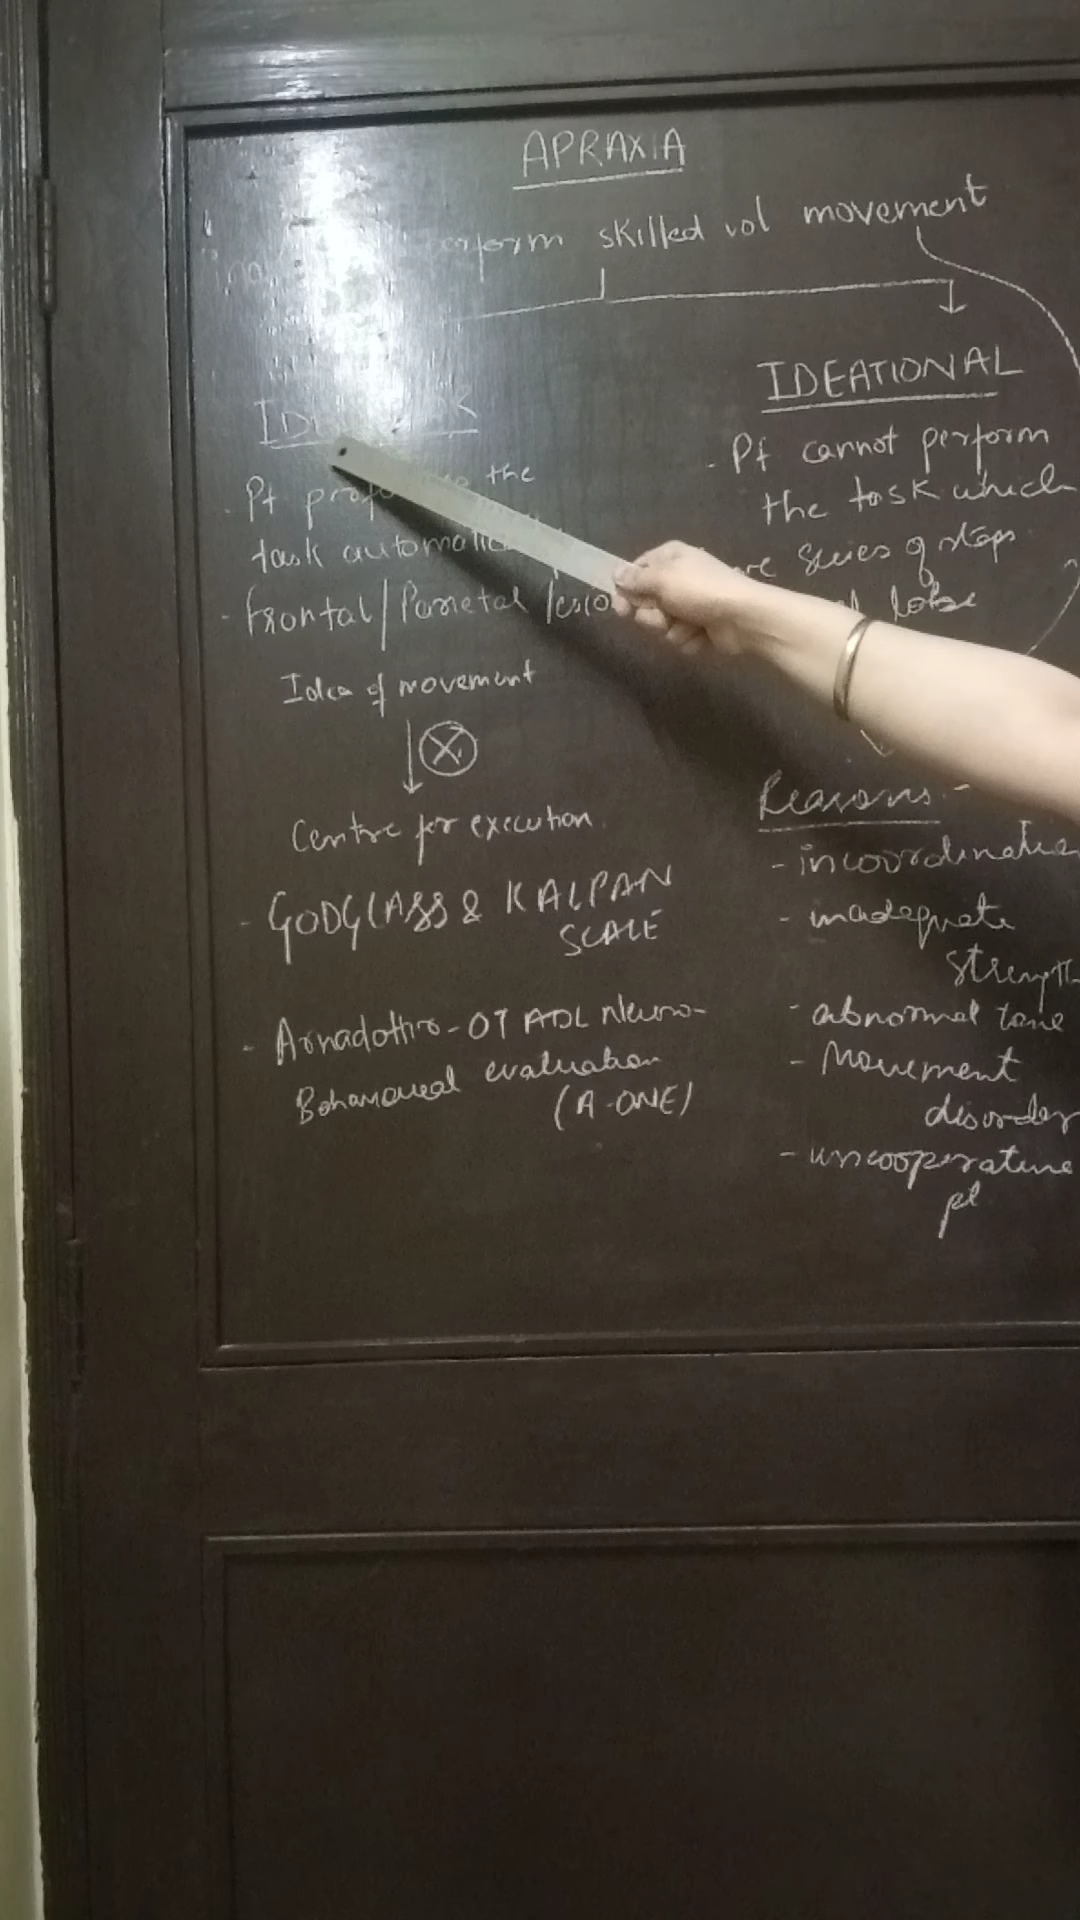 APRAXIA
skilled vol movement
IDEATIONAL
- Pt cannot perform
the task which
series of steps
lobe
- Pt the
task
- Frontal/Parietal
Idea of movement
X
Centre for execution
- GODGLASS & KALPAN
SCALE
- Arnadottir - OT ADL Neuro-
Behavioural evaluation
(A-ONE)
Reasons:-
- incoordination
- inadequate
strength
- abnormal tone
- Movement
disorder
- uncooperative
pt